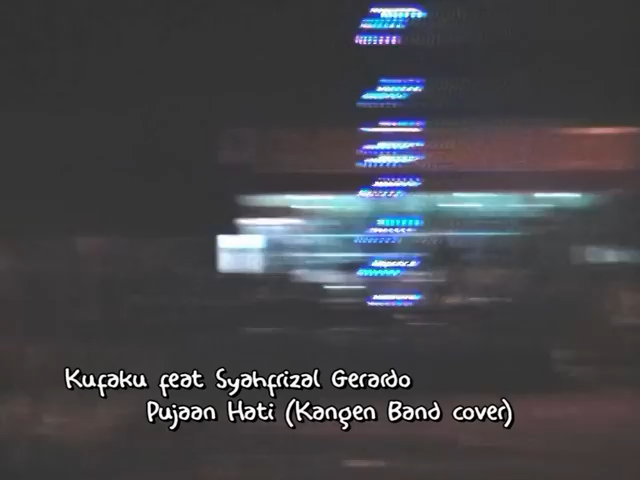 Kufaku feat Syahfrizal Gerardo
Pujaan Hati (Kangen Band cover)